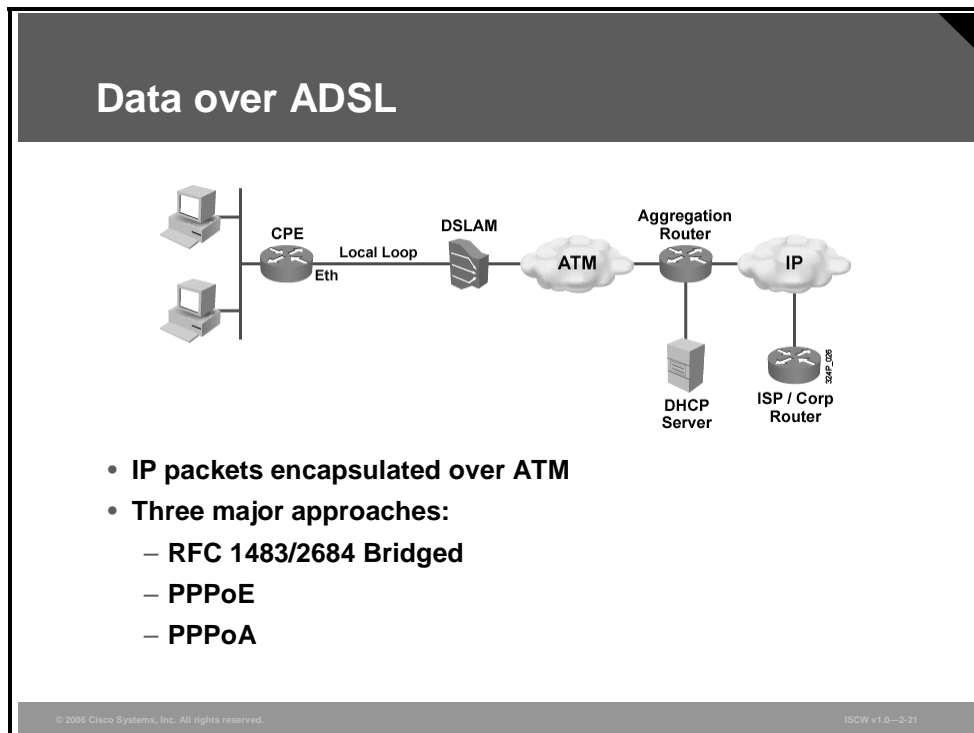 Data over ADSL
CPE
Eth
Local Loop
DSLAM
ATM
Aggregation
Router
IP
DHCP
Server
ISP / Corp
Router
324P_026
• IP packets encapsulated over ATM
• Three major approaches:
– RFC 1483/2684 Bridged
– PPPoE
– PPPoA
© 2006 Cisco Systems, Inc. All rights reserved.
ISCW v1.0—2-21